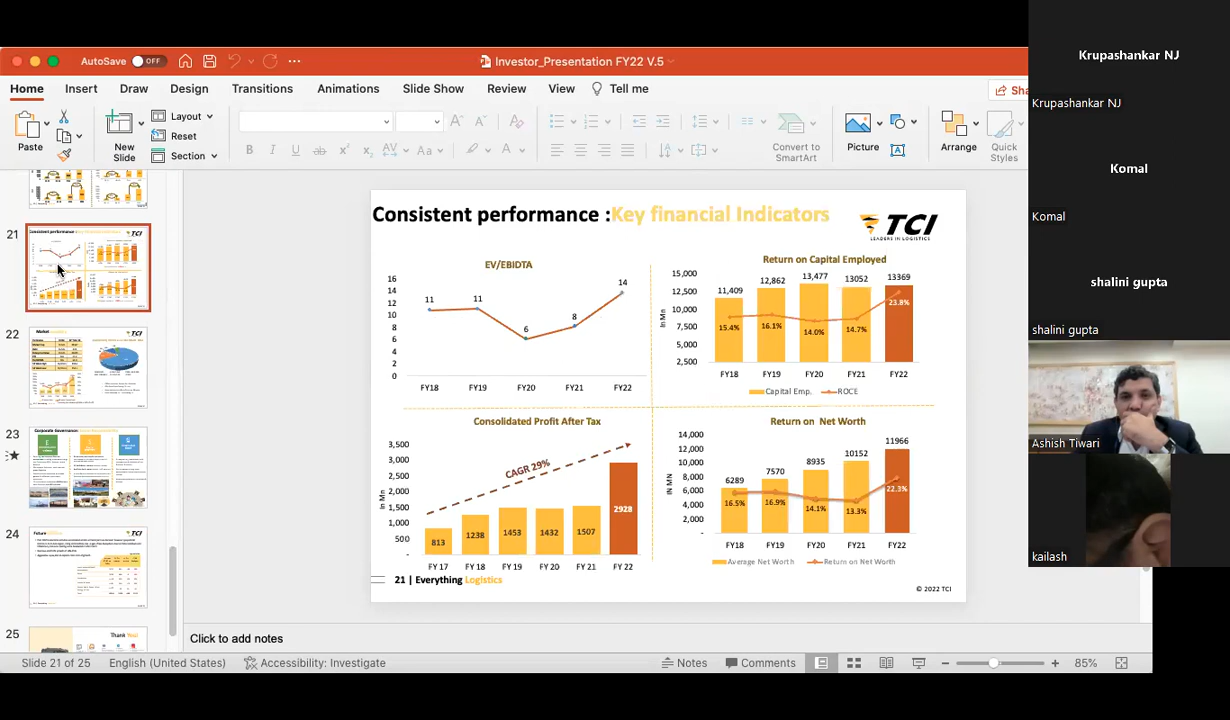 AutoSave OFF
Investor_Presentation FY22 V.5
Home Insert Draw Design Transitions Animations Slide Show Review View Tell me
Sha
Paste
New Slide
Layout
Reset
Section
Convert to SmartArt
Picture
Arrange
Quick Styles
Krupashankar NJ
Krupashankar NJ
Komal
Komal
shalini gupta
shalini gupta
Ashish Tiwari
kailash
21
22
23
24
25
Thank You!
Consistent performance :Key financial Indicators
TCI
LEADERS IN LOGISTICS
EV/EBIDTA
16
14
12
10
8
6
4
2
0
11 11 6 8 14
FY18 FY19 FY20 FY21 FY22
Return on Capital Employed
In Mn
15,000
12,500
10,000
7,500
5,000
2,500
11,409 12,862 13,477 13052 13369
15.4% 16.1% 14.0% 14.7% 23.8%
FY18 FY19 FY20 FY21 FY22
Capital Emp. ROCE
Consolidated Profit After Tax
In Mn
3,500
3,000
2,500
2,000
1,500
1,000
500
-
CAGR 29%
813 1238 1453 1432 1507 2928
FY 17 FY 18 FY 19 FY 20 FY 21 FY 22
Return on Net Worth
IN MN
14,000
12,000
10,000
8,000
6,000
4,000
2,000
-
6289 7570 8935 10152 11966
16.5% 16.9% 14.1% 13.3% 22.3%
FY18 FY19 FY20 FY21 FY22
Average Net Worth Return on Net Worth
21 | Everything Logistics
© 2022 TCI
Click to add notes
Slide 21 of 25 English (United States) Accessibility: Investigate Notes Comments 85%